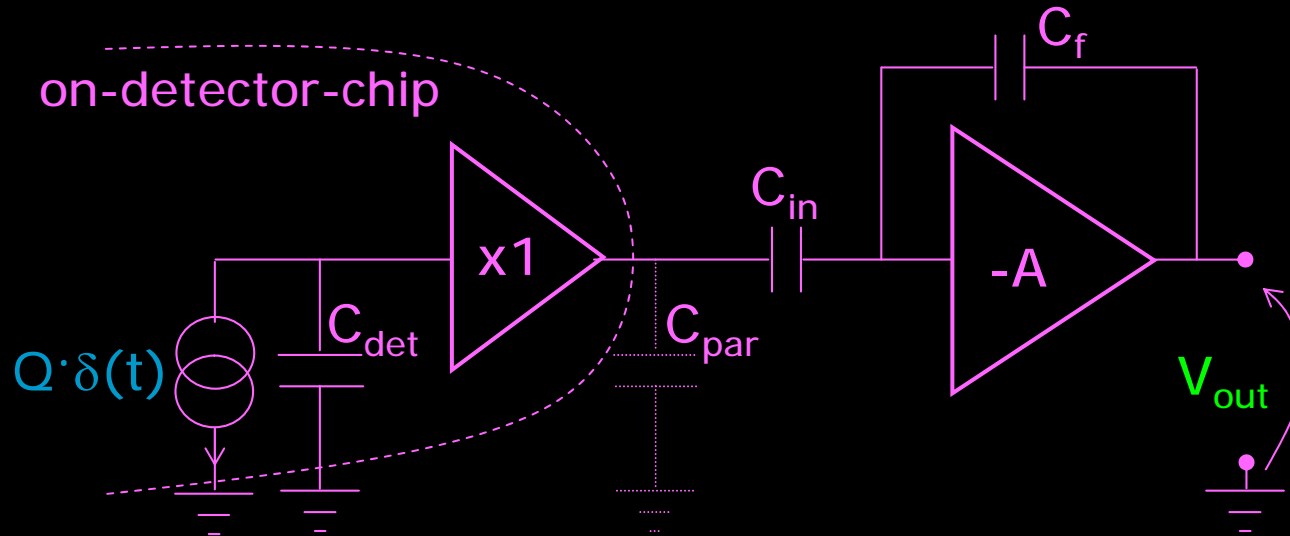 C_f
on-detector-chip
C_in
x1
-A
C_det
C_par
Q·δ(t)
V_out